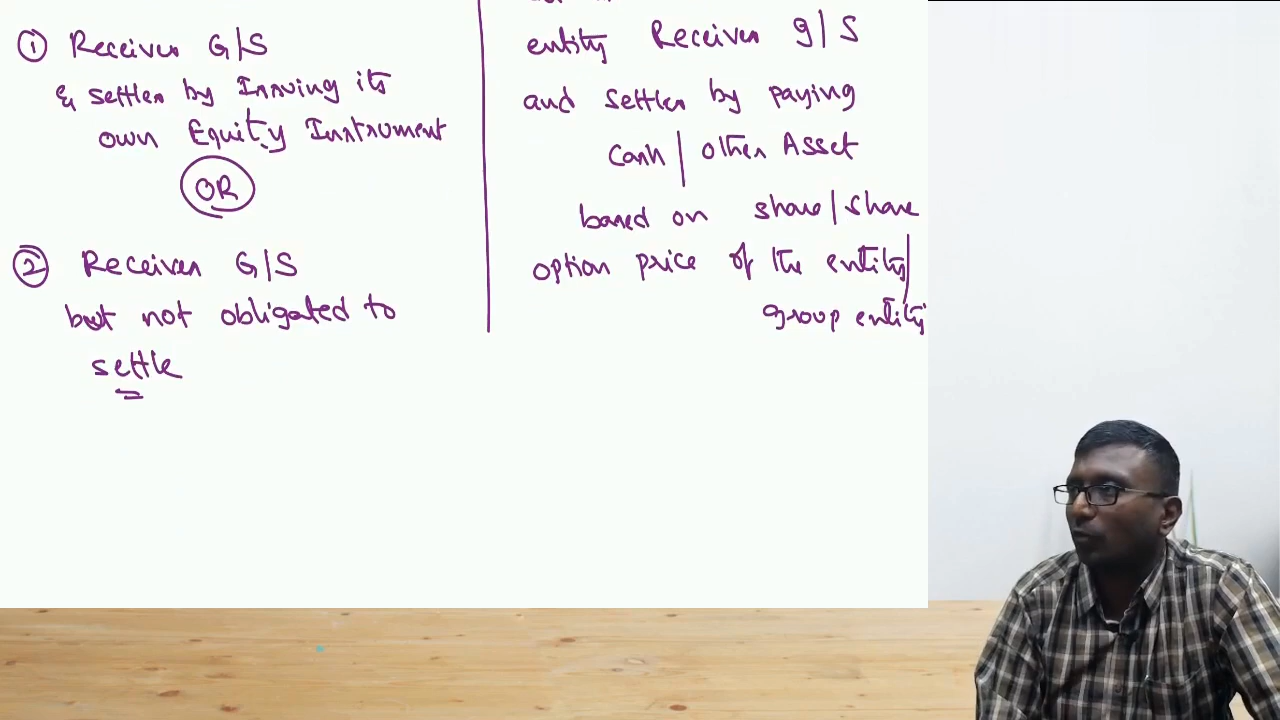 ① Receives G/S
& settles by Issuing its
own Equity Instrument
OR
② Receives G/S
but not obligated to
settle
entity Receives G/S
and settles by paying
Cash | other Asset
based on share/share
option price of the entity/
group entity